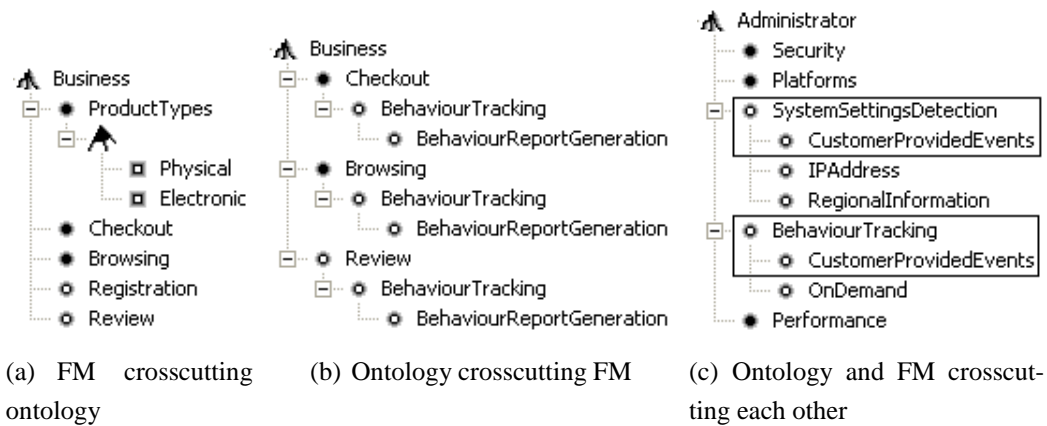 Business
ProductTypes
Physical
Electronic
Checkout
Browsing
Registration
Review
(a) FM crosscutting
ontology
Business
Checkout
BehaviourTracking
BehaviourReportGeneration
Browsing
BehaviourTracking
BehaviourReportGeneration
Review
BehaviourTracking
BehaviourReportGeneration
(b) Ontology crosscutting FM
Administrator
Security
Platforms
SystemSettingsDetection
CustomerProvidedEvents
IPAddress
RegionalInformation
BehaviourTracking
CustomerProvidedEvents
OnDemand
Performance
(c) Ontology and FM crosscut-
ting each other